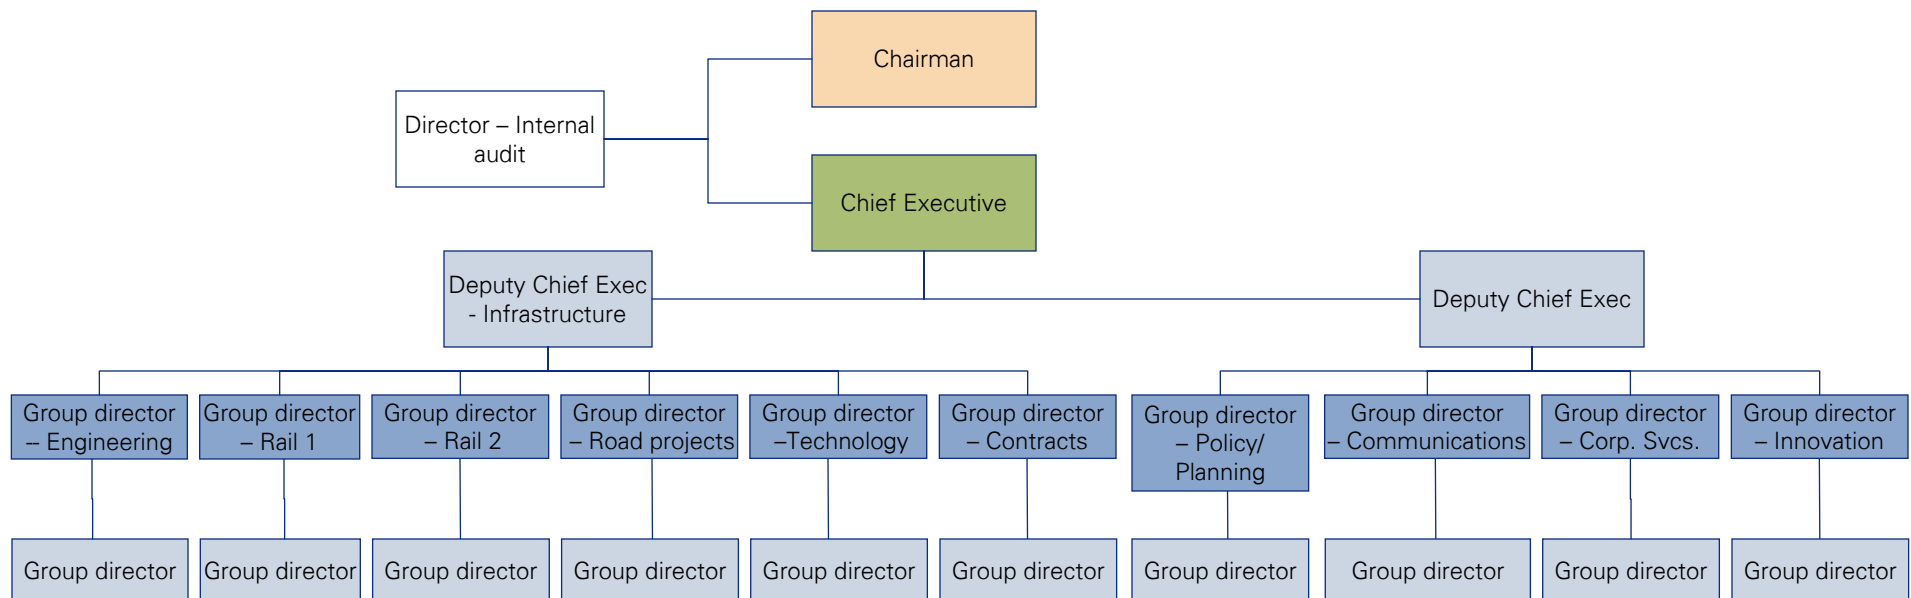 Chairman
Director – Internal
audit
Chief Executive
Deputy Chief Exec
- Infrastructure
Deputy Chief Exec
Group director
-- Engineering
Group director
– Rail 1
Group director
– Rail 2
Group director
– Road projects
Group director
–Technology
Group director
– Contracts
Group director
– Policy/
Planning
Group director
– Communications
Group director
– Corp. Svcs.
Group director
– Innovation
Group director
Group director
Group director
Group director
Group director
Group director
Group director
Group director
Group director
Group director